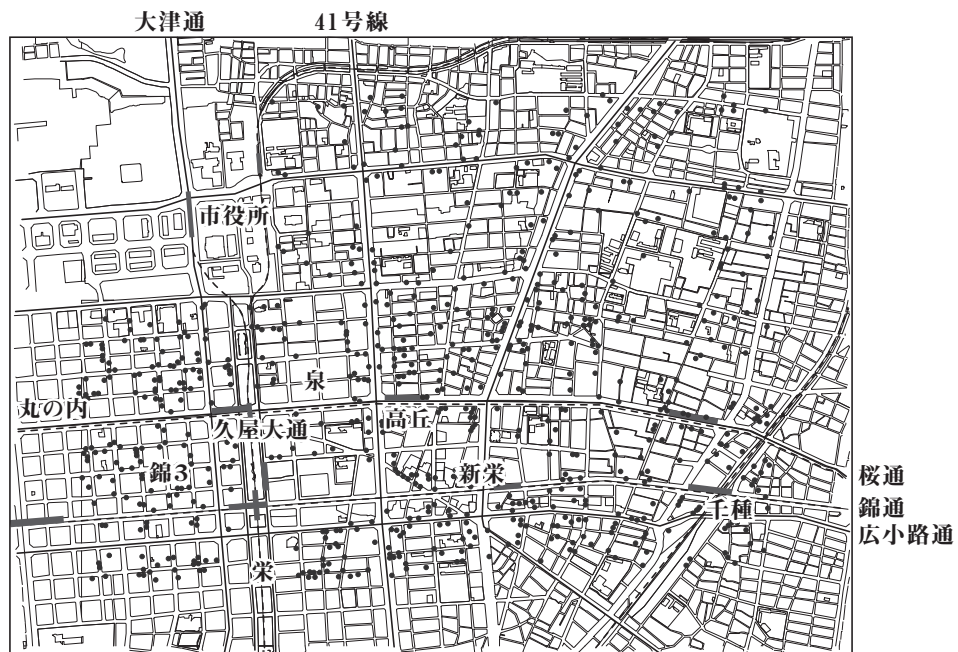 大津通
41号線
市役所
泉
丸の内
久屋大通
高丘
錦3
新栄
桜通
千種
錦通
広小路通
栄